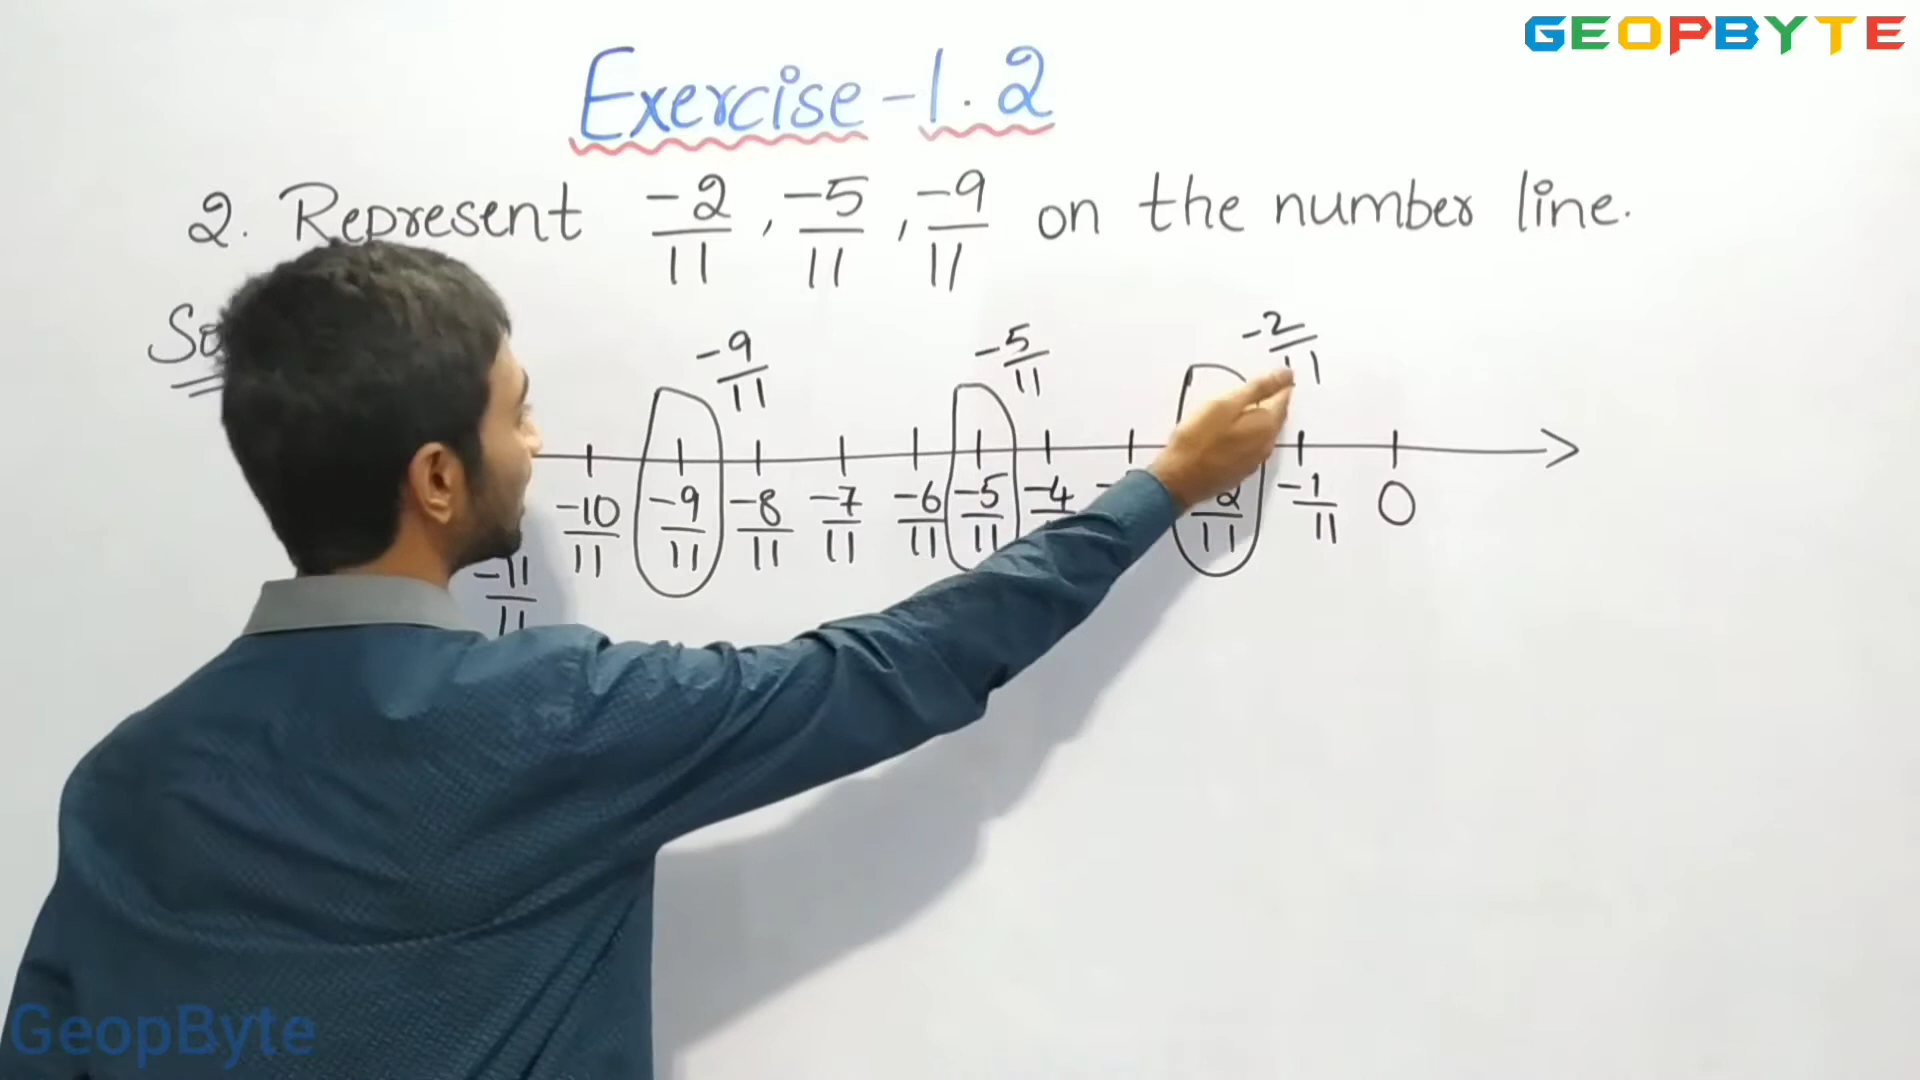 GEOPBYTE
Exercise-1.2
2. Represent -2/11, -5/11, -9/11 on the number line.
-9/11 -5/11 -2/11
-11/11 -10/11 -9/11 -8/11 -7/11 -6/11 -5/11 -4 -2/11 -1/11 0
GeopByte